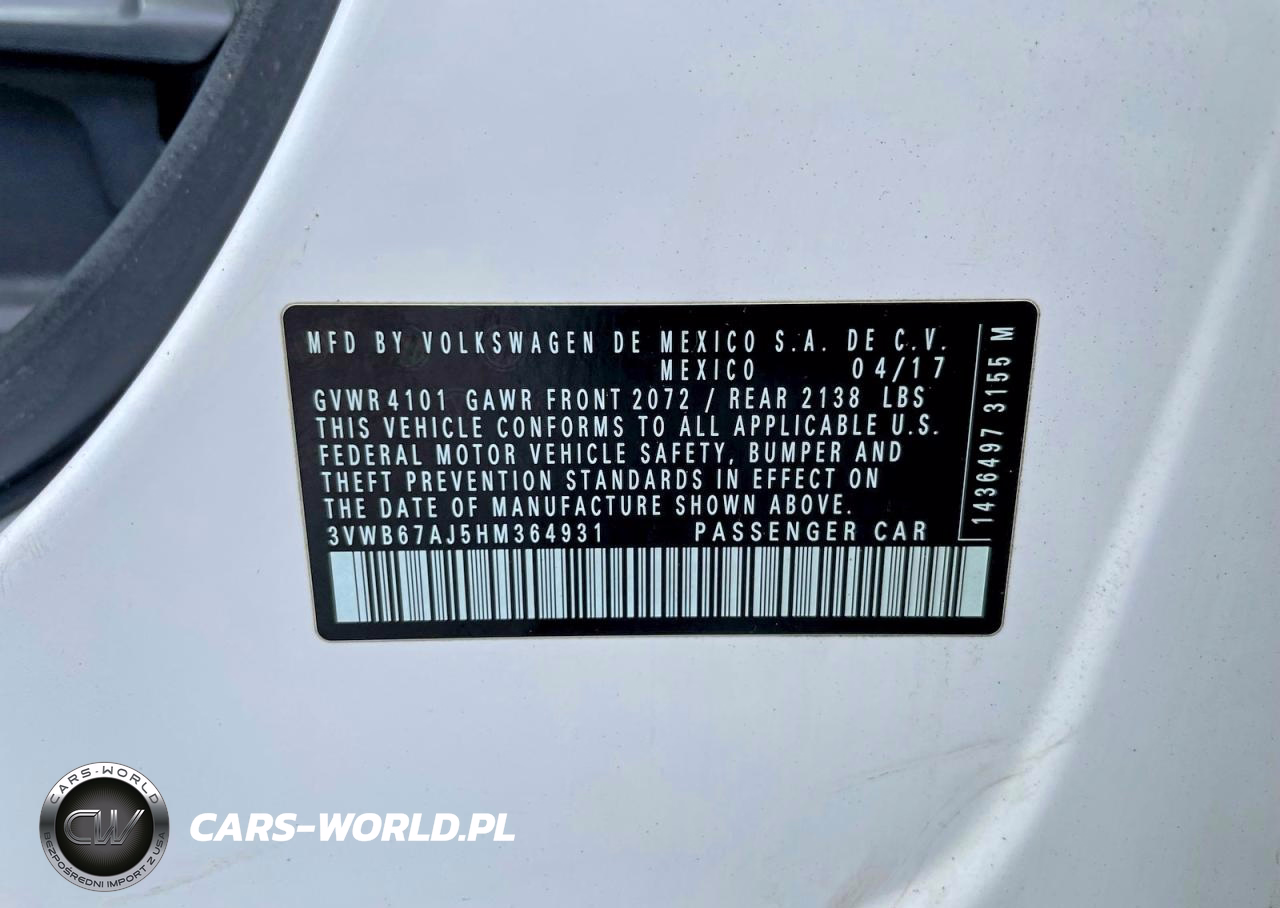 MFD BY VOLKSWAGEN DE MEXICO S.A. DE C.V.
MEXICO 04/17
GVWR 4101 GAWR FRONT 2072 / REAR 2138 LBS
THIS VEHICLE CONFORMS TO ALL APPLICABLE U.S.
FEDERAL MOTOR VEHICLE SAFETY, BUMPER AND
THEFT PREVENTION STANDARDS IN EFFECT ON
THE DATE OF MANUFACTURE SHOWN ABOVE.
3VWB67AJ5HM364931 PASSENGER CAR
1436497 3155 M
CARS-WORLD
CW
BEZPOŚREDNI IMPORT Z USA
CARS-WORLD.PL